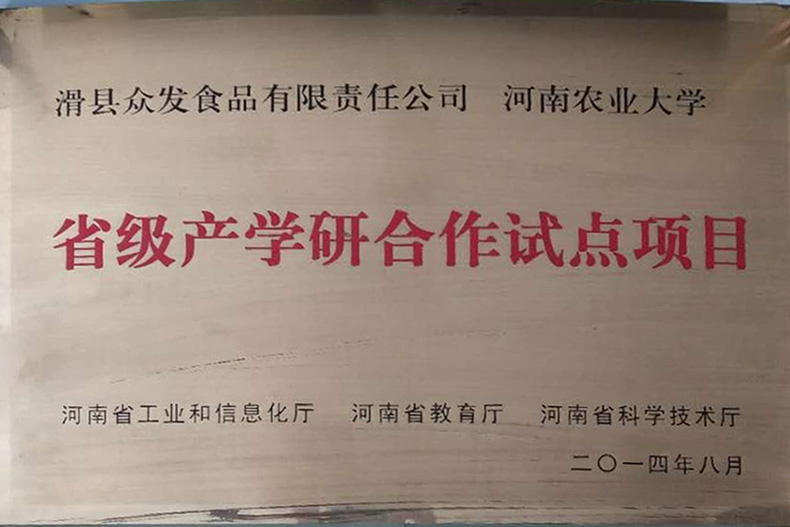 滑县众发食品有限责任公司 河南农业大学
省级产学研合作试点项目
河南省工业和信息化厅 河南省教育厅 河南省科学技术厅
二〇一四年八月